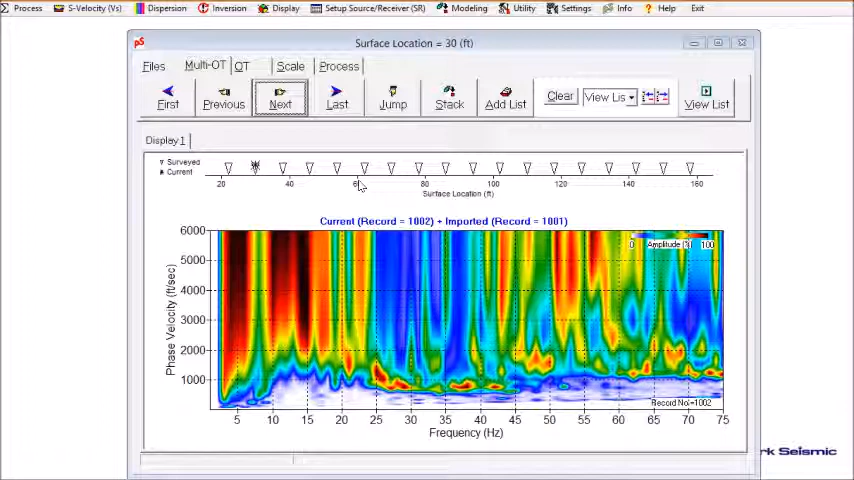 Process S-Velocity (Vs) Dispersion Inversion Display Setup Source/Receiver (SR) Modeling Utility Settings Info Help Exit
pS Surface Location = 30 (ft)
Files Multi-OT OT Scale Process
First Previous Next Last Jump Stack Add List Clear View Lis View List
Display1
Surveyed
Current
20 40 60 80 100 120 140 160
Surface Location (ft)
Current (Record = 1002) + Imported (Record = 1001)
0 Amplitude (%) 100
6000
5000
4000
3000
2000
1000
Phase Velocity (ft/sec)
Record No/=1002
5 10 15 20 25 30 35 40 45 50 55 60 65 70 75
Frequency (Hz)
rk Seismic